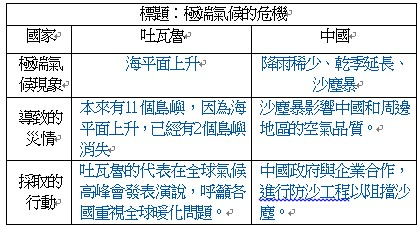 標題：極端氣候的危機
國家 吐瓦魯 中國
極端氣候現象 海平面上升 降雨稀少、乾季延長、沙塵暴
導致的災情 本來有11個島嶼，因為海平面上升，已經有2個島嶼消失 沙塵暴影響中國和周邊地區的空氣品質。
採取的行動 吐瓦魯的代表在全球氣候高峰會發表演說，呼籲各國重視全球暖化問題。 中國政府與企業合作，進行防沙工程以阻擋沙塵。